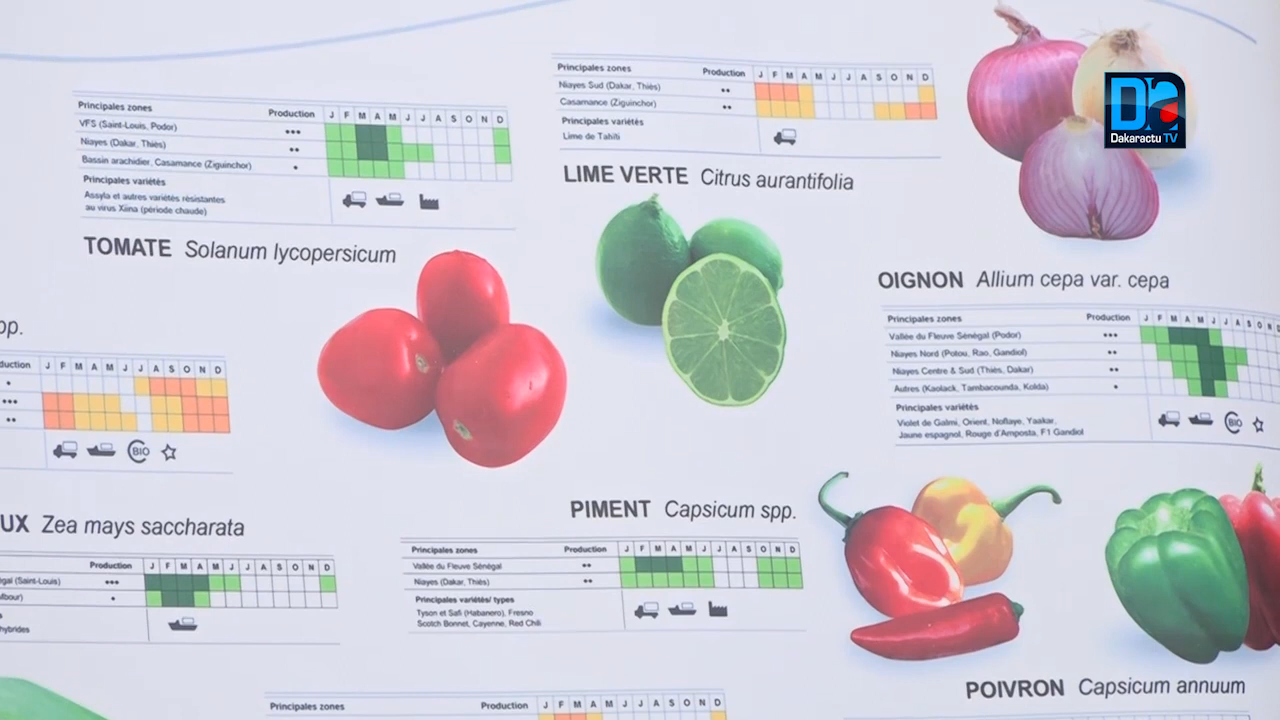 Dakaractu TV
Principales zones Production J F M A M J J A S O N D
VFS (Saint-Louis, Podor) •••
Niayes (Dakar, Thiès) ••
Bassin arachidier, Casamance (Ziguinchor) •
Principales variétés
Assyla et autres variétés résistantes
au virus Xiina (période chaude)
TOMATE Solanum lycopersicum
Principales zones Production J F M A M J J A S O N D
Niayes Sud (Dakar, Thiès) ••
Casamance (Ziguinchor) ••
Principales variétés
Lime de Tahiti
LIME VERTE Citrus aurantifolia
OIGNON Allium cepa var. cepa
Principales zones Production J F M A M J J A S O N
Vallée du Fleuve Sénégal (Podor) •••
Niayes Nord (Potou, Rao, Gandiol) ••
Niayes Centre & Sud (Thiès, Dakar) ••
Autres (Kaolack, Tambacounda, Kolda) •
Principales variétés
Violet de Galmi, Orient, Noflaye, Yaakar,
Jaune espagnol, Rouge d'Amposta, F1 Gandiol
BIO
pp.
duction J F M A M J J A S O N D
•
•••
••
BIO
UX Zea mays saccharata
Production J F M A M J J A S O N D
gal (Saint-Louis) •••
bour) •
hybrides
PIMENT Capsicum spp.
Principales zones Production J F M A M J J A S O N D
Vallée du Fleuve Sénégal ••
Niayes (Dakar, Thiès) ••
Principales variétés/ types
Tyson et Safi (Habanero), Fresno
Scotch Bonnet, Cayenne, Red Chili
POIVRON Capsicum annuum
Principales zones Production J F M A M J J A S O N D